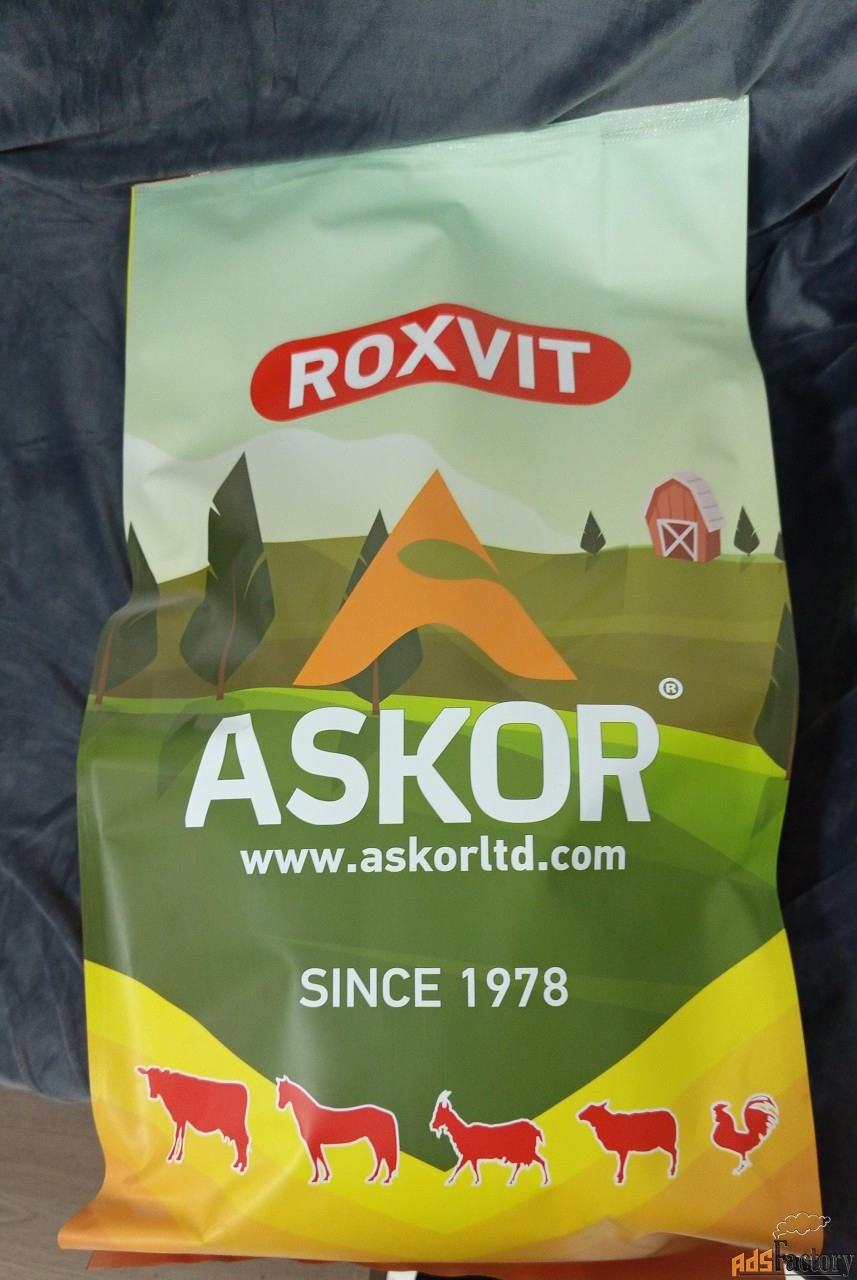 ROXVIT
ASKOR®
www.askorltd.com
SINCE 1978
AdsFactory